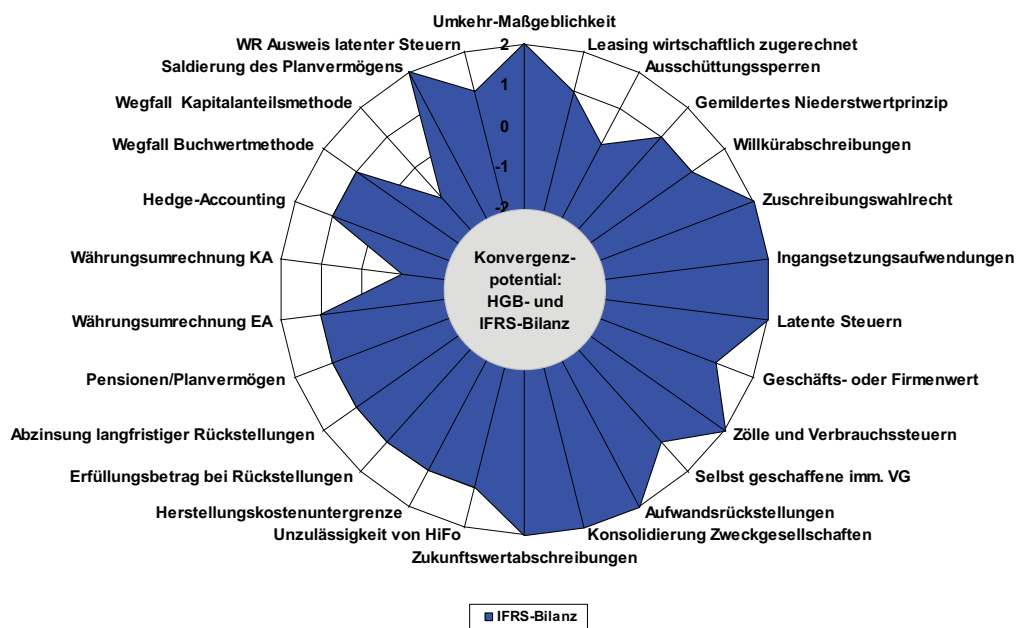 Umkehr-Maßgeblichkeit
WR Ausweis latenter Steuern
2
Leasing wirtschaftlich zugerechnet
Saldierung des Planvermögens
Ausschüttungssperren
1
Wegfall Kapitalanteilsmethode
Gemildertes Niederstwertprinzip
0
Wegfall Buchwertmethode
Willkürabschreibungen
-1
Hedge-Accounting
-2
Zuschreibungswahlrecht
Währungsumrechnung KA
Konvergenz-
potential:
HGB- und
IFRS-Bilanz
Ingangsetzungsaufwendungen
Währungsumrechnung EA
Latente Steuern
Pensionen/Planvermögen
Geschäfts- oder Firmenwert
Abzinsung langfristiger Rückstellungen
Zölle und Verbrauchssteuern
Erfüllungsbetrag bei Rückstellungen
Selbst geschaffene imm. VG
Herstellungskostenuntergrenze
Aufwandsrückstellungen
Unzulässigkeit von HiFo
Konsolidierung Zweckgesellschaften
Zukunftswertabschreibungen
IFRS-Bilanz